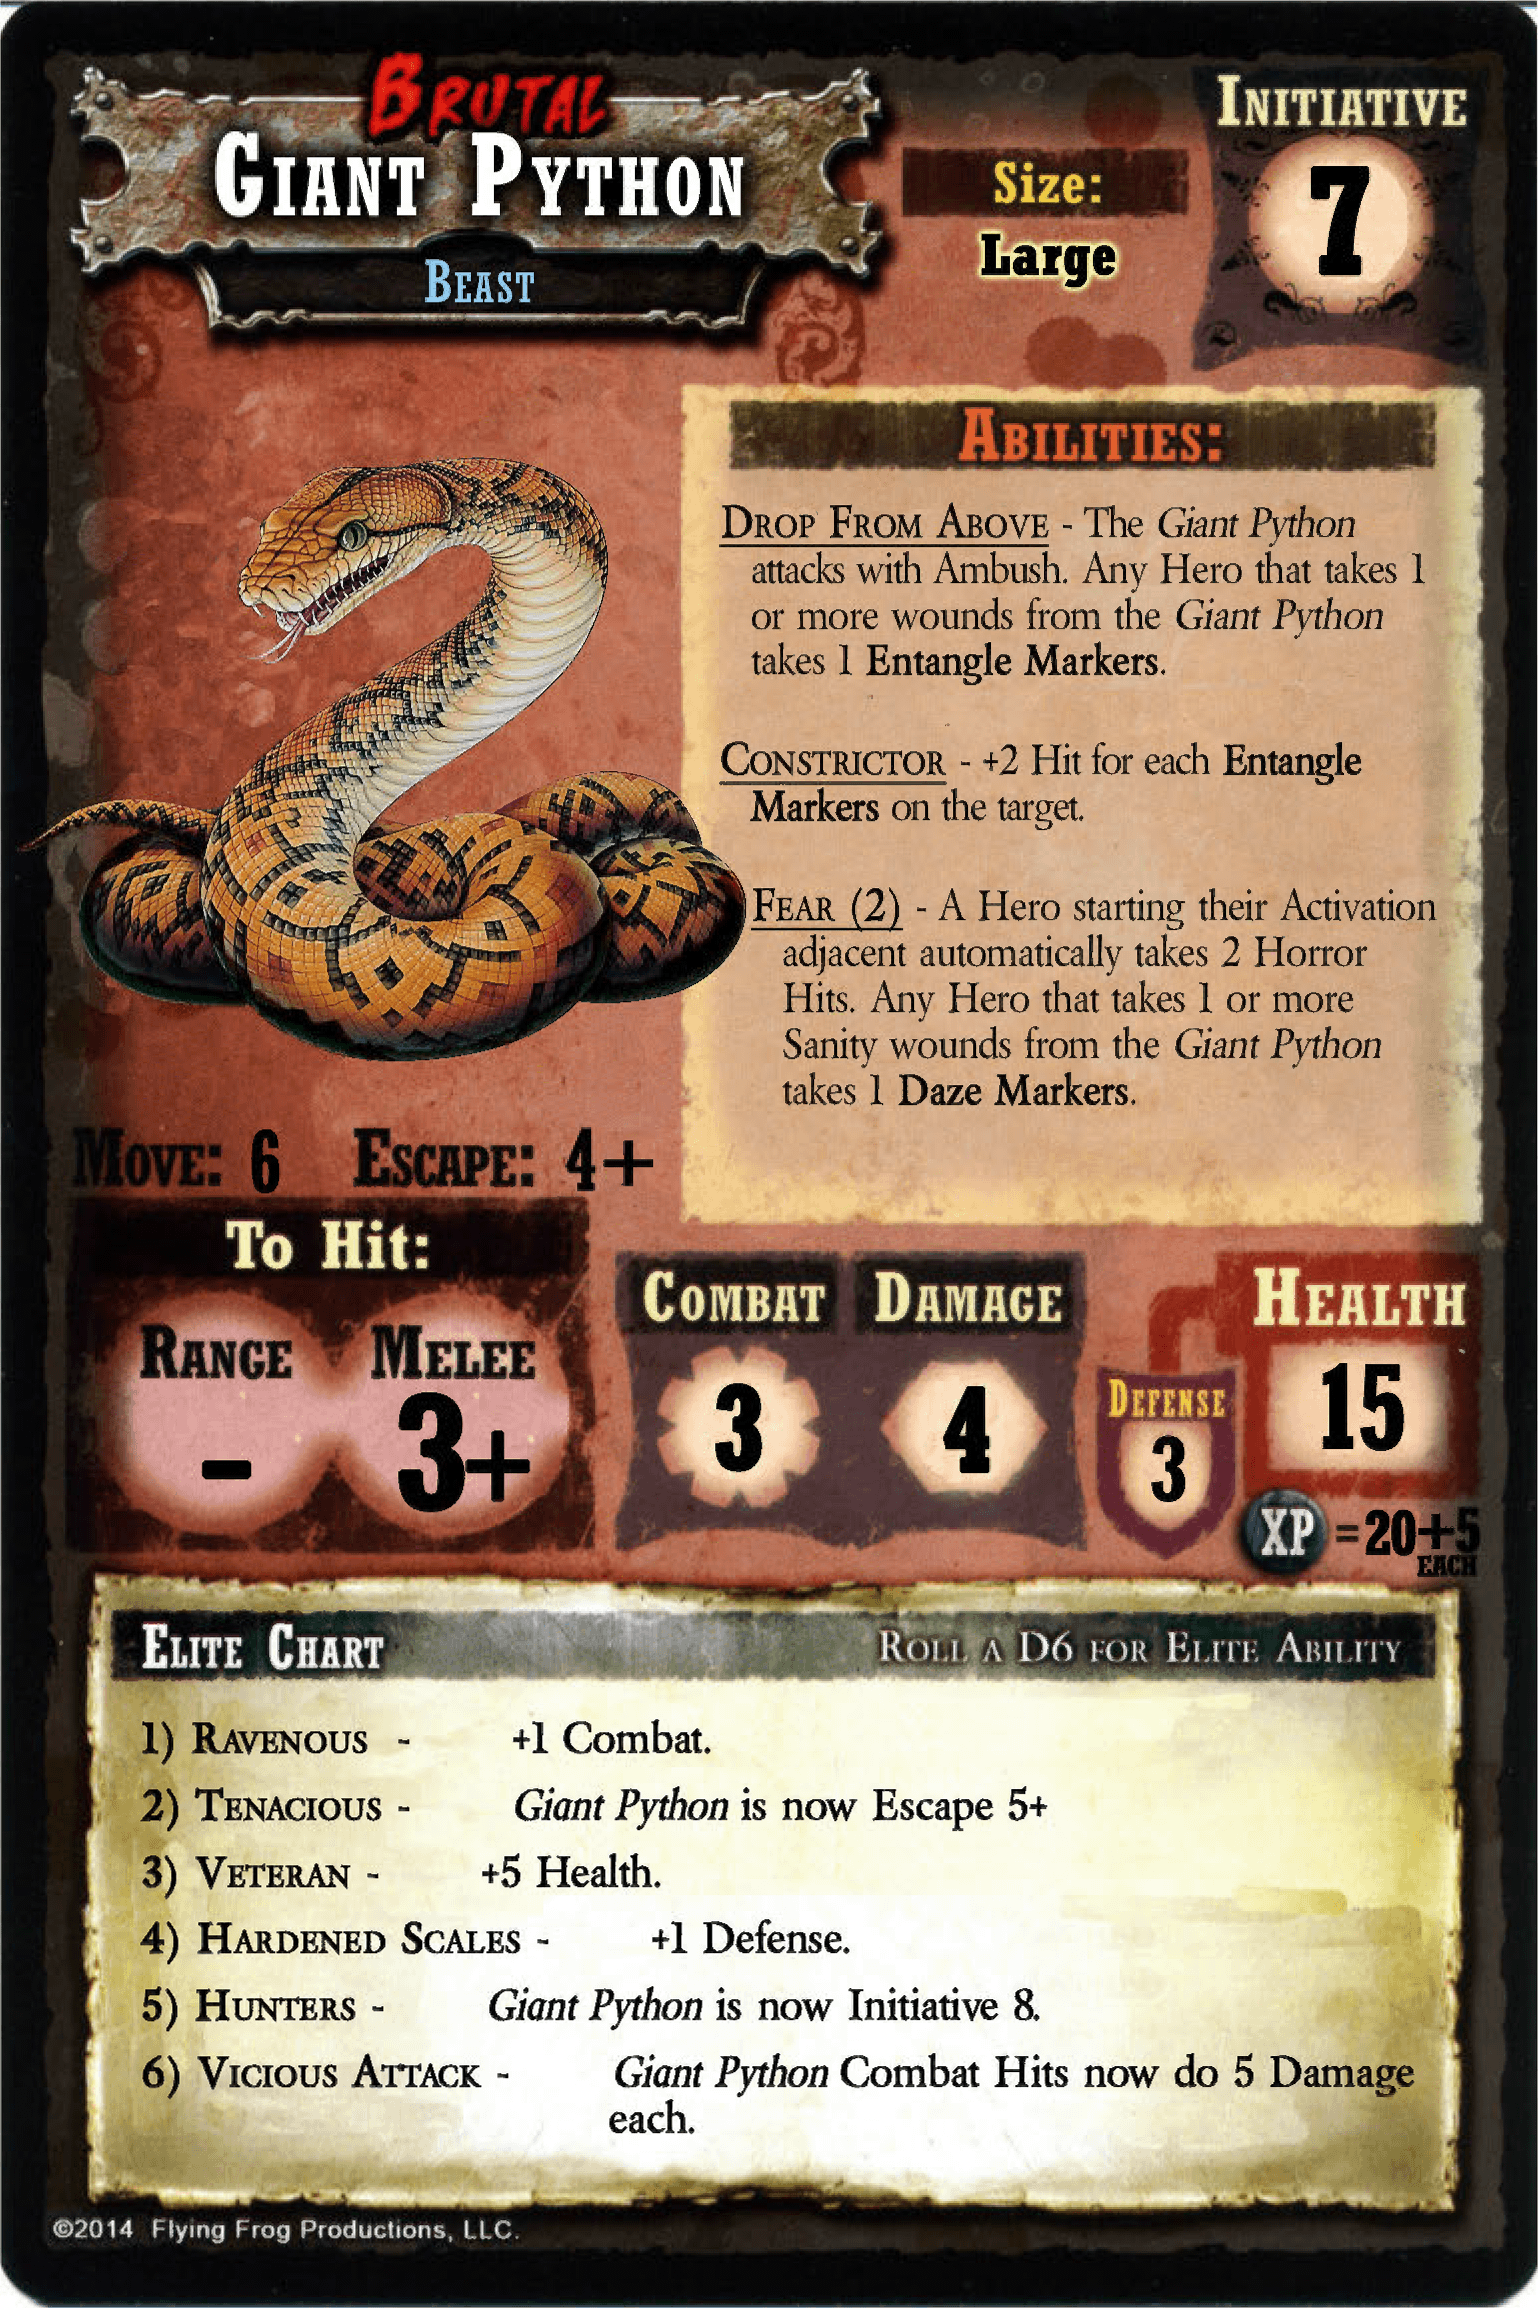 BRUTAL
GIANT PYTHON
BEAST
Size:
Large
INITIATIVE
7
ABILITIES:
DROP FROM ABOVE - The Giant Python
attacks with Ambush. Any Hero that takes 1
or more wounds from the Giant Python
takes 1 Entangle Markers.
CONSTRICTOR - +2 Hit for each Entangle
Markers on the target.
FEAR (2) - A Hero starting their Activation
adjacent automatically takes 2 Horror
Hits. Any Hero that takes 1 or more
Sanity wounds from the Giant Python
takes 1 Daze Markers.
MOVE: 6 ESCAPE: 4+
To Hit:
RANGE MELEE
- 3+
COMBAT DAMAGE
3 4
DEFENSE
3
HEALTH
15
XP =20+5
EACH
ELITE CHART ROLL A D6 FOR ELITE ABILITY
1) RAVENOUS - +1 Combat.
2) TENACIOUS - Giant Python is now Escape 5+
3) VETERAN - +5 Health.
4) HARDENED SCALES - +1 Defense.
5) HUNTERS - Giant Python is now Initiative 8.
6) VICIOUS ATTACK - Giant Python Combat Hits now do 5 Damage
each.
©2014 Flying Frog Productions, LLC.